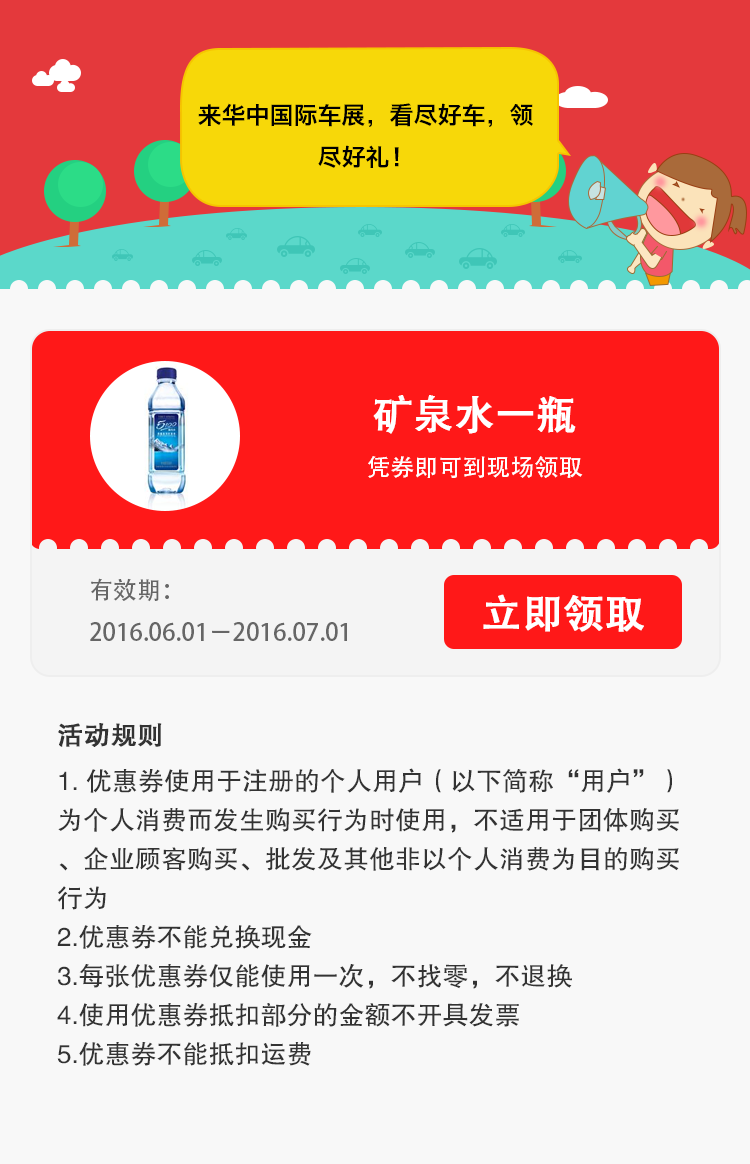 来华中国际车展，看尽好车，领
尽好礼！
5100
矿泉水一瓶
凭券即可到现场领取
有效期：
2016.06.01－2016.07.01
立即领取
活动规则
1. 优惠券使用于注册的个人用户（以下简称“用户” ）
为个人消费而发生购买行为时使用，不适用于团体购买
、企业顾客购买、批发及其他非以个人消费为目的购买
行为
2.优惠券不能兑换现金
3.每张优惠券仅能使用一次，不找零，不退换
4.使用优惠券抵扣部分的金额不开具发票
5.优惠券不能抵扣运费